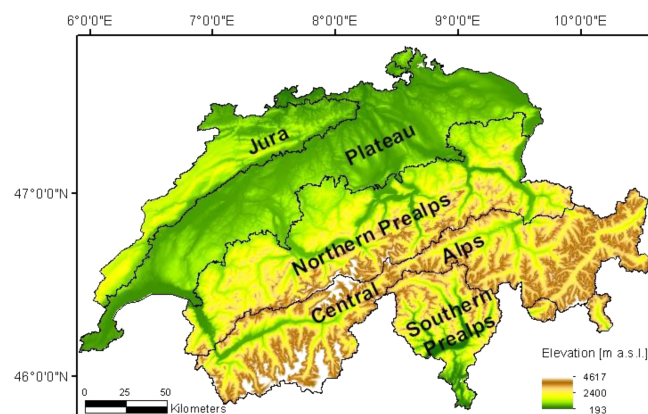 6°0'0"E 7°0'0"E 8°0'0"E 9°0'0"E 10°0'0"E
Jura
Plateau
47°0'0"N
Northern Prealps
Central Alps
Southern
Prealps
46°0'0"N
Elevation [m a.s.l.]
4617
2400
193
0 25 50
Kilometers